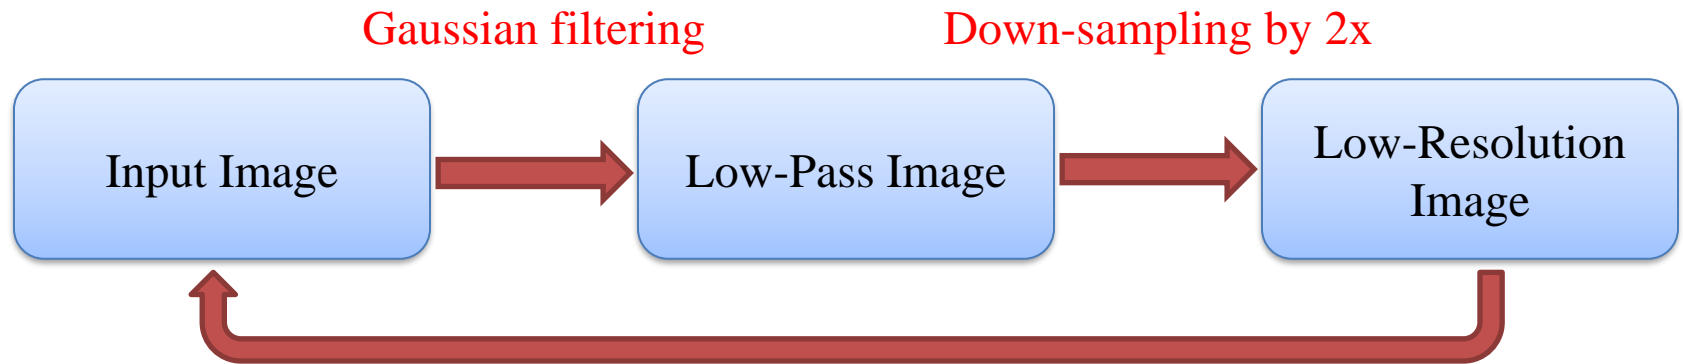 Gaussian filtering
Down-sampling by 2x
Input Image
Low-Pass Image
Low-Resolution
Image